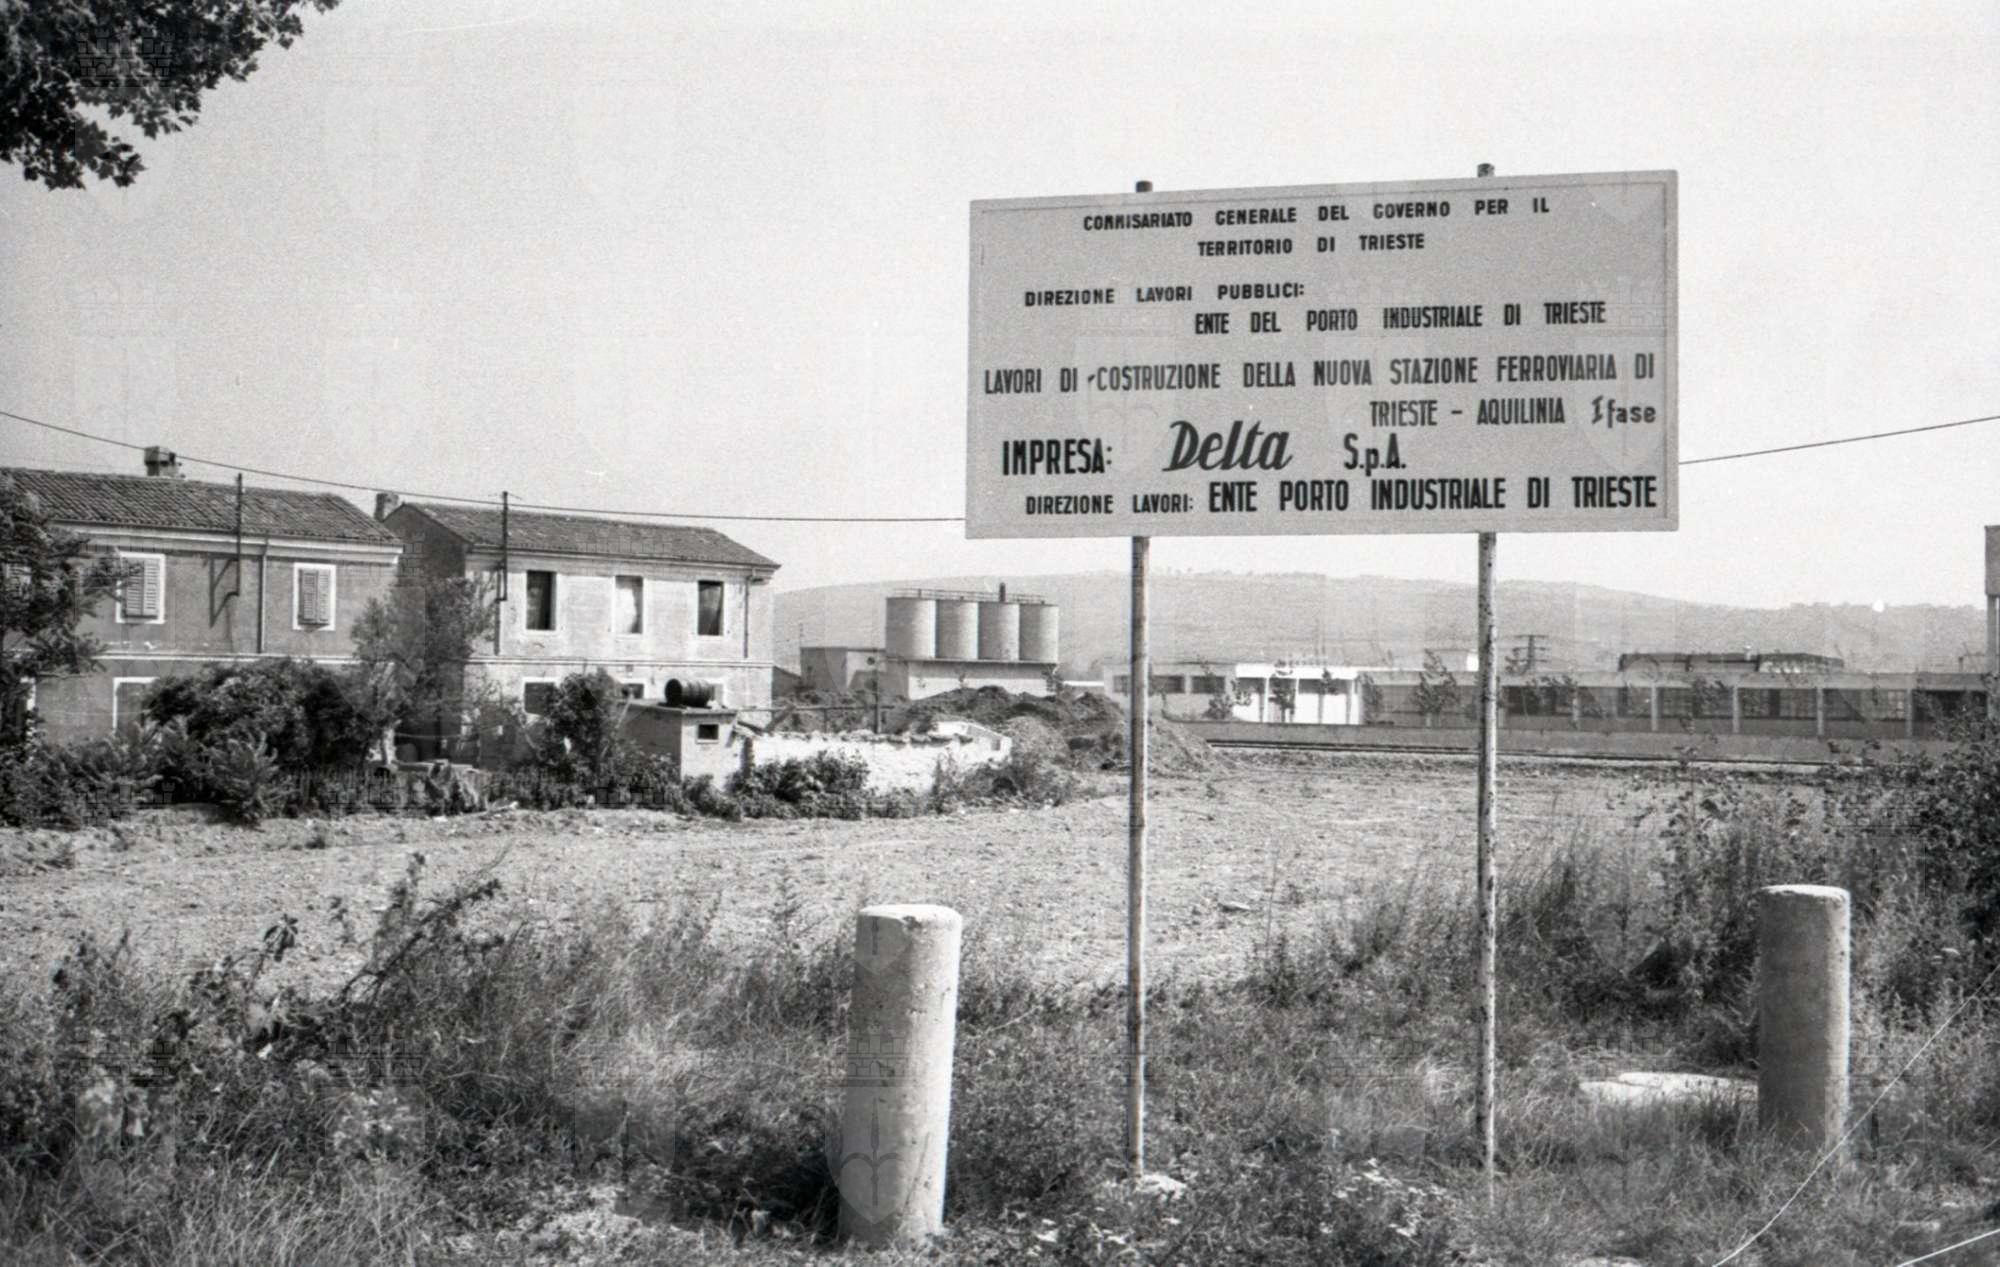 COMMISARIATO GENERALE DEL GOVERNO PER IL
TERRITORIO DI TRIESTE
DIREZIONE LAVORI PUBBLICI:
ENTE DEL PORTO INDUSTRIALE DI TRIESTE
LAVORI DI COSTRUZIONE DELLA NUOVA STAZIONE FERROVIARIA DI
TRIESTE - AQUILINIA I fase
IMPRESA: Delta S.p.A.
DIREZIONE LAVORI: ENTE PORTO INDUSTRIALE DI TRIESTE